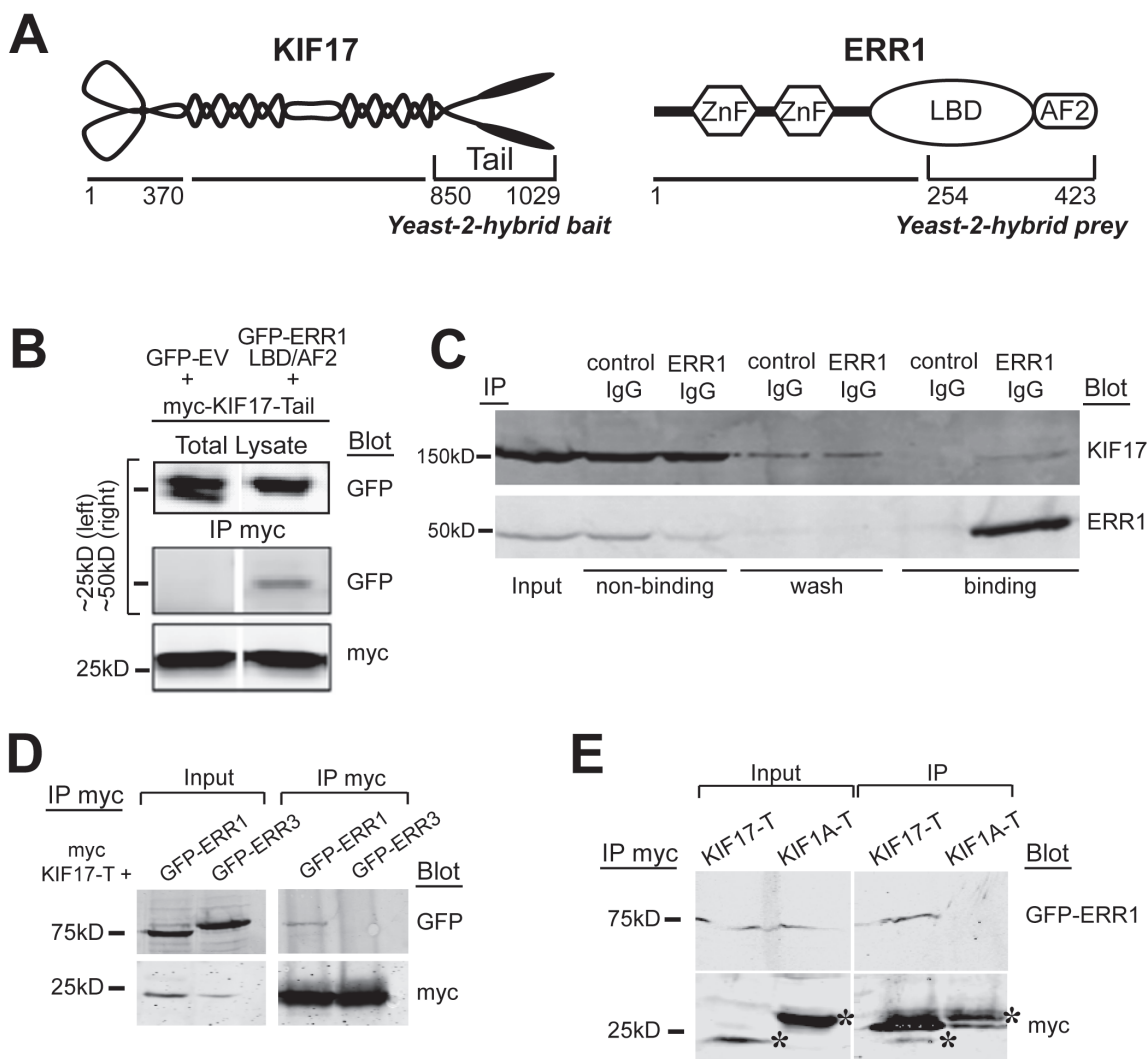 A
KIF17
ERR1
ZnF ZnF LBD AF2
Tail
1 370 850 1029
Yeast-2-hybrid bait
1 254 423
Yeast-2-hybrid prey
B
GFP-EV
+
GFP-ERR1
LBD/AF2
+
myc-KIF17-Tail
Total Lysate
Blot
GFP
IP myc
~25kD (left)
~50kD (right)
GFP
25kD
myc
C
IP
control
IgG
ERR1
IgG
control
IgG
ERR1
IgG
control
IgG
ERR1
IgG
Blot
150kD
KIF17
50kD
ERR1
Input non-binding wash binding
D
Input IP myc
IP myc
myc
KIF17-T +
GFP-ERR1
GFP-ERR3
GFP-ERR1
GFP-ERR3
Blot
75kD
GFP
25kD
myc
E
Input IP
IP myc
KIF17-T
KIF1A-T
KIF17-T
KIF1A-T
Blot
75kD
GFP-ERR1
25kD
* * * *
myc